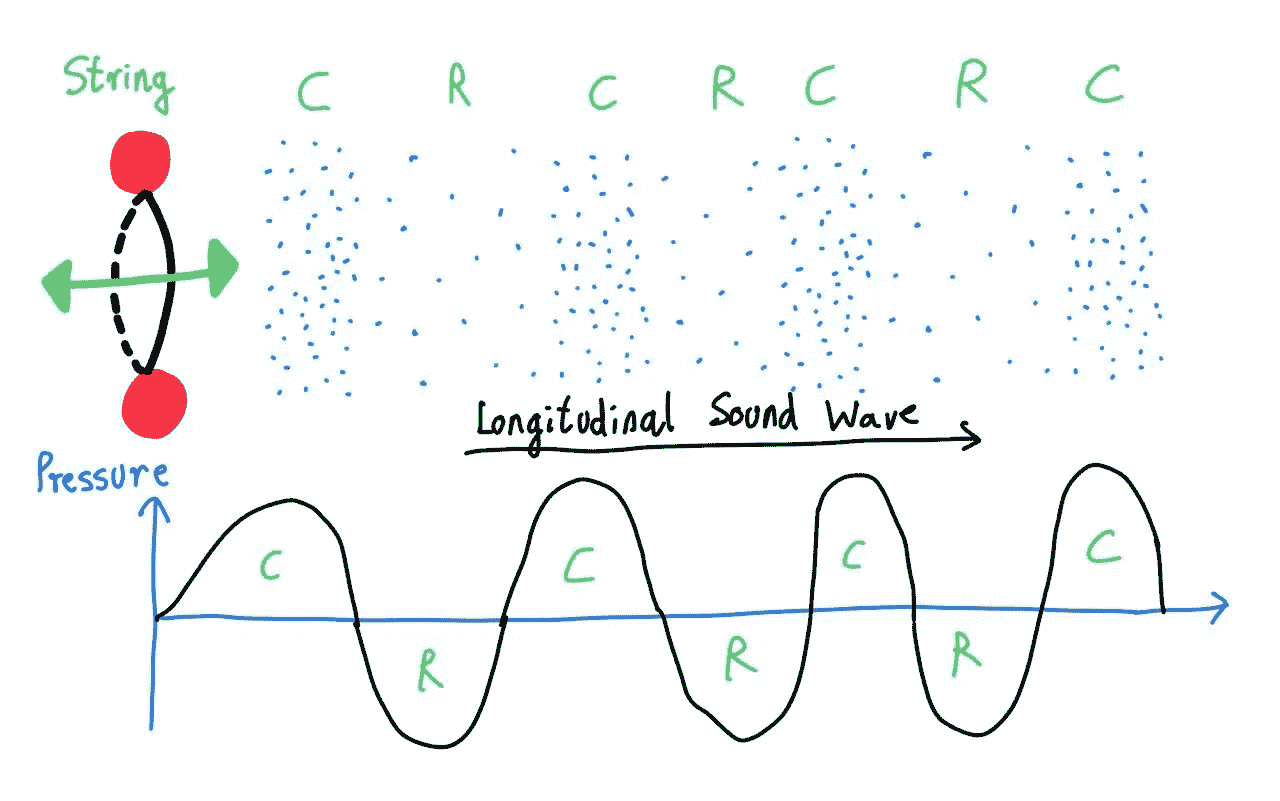 String C R C R C R C
Longitudinal Sound Wave
Pressure
C C C C
R R R